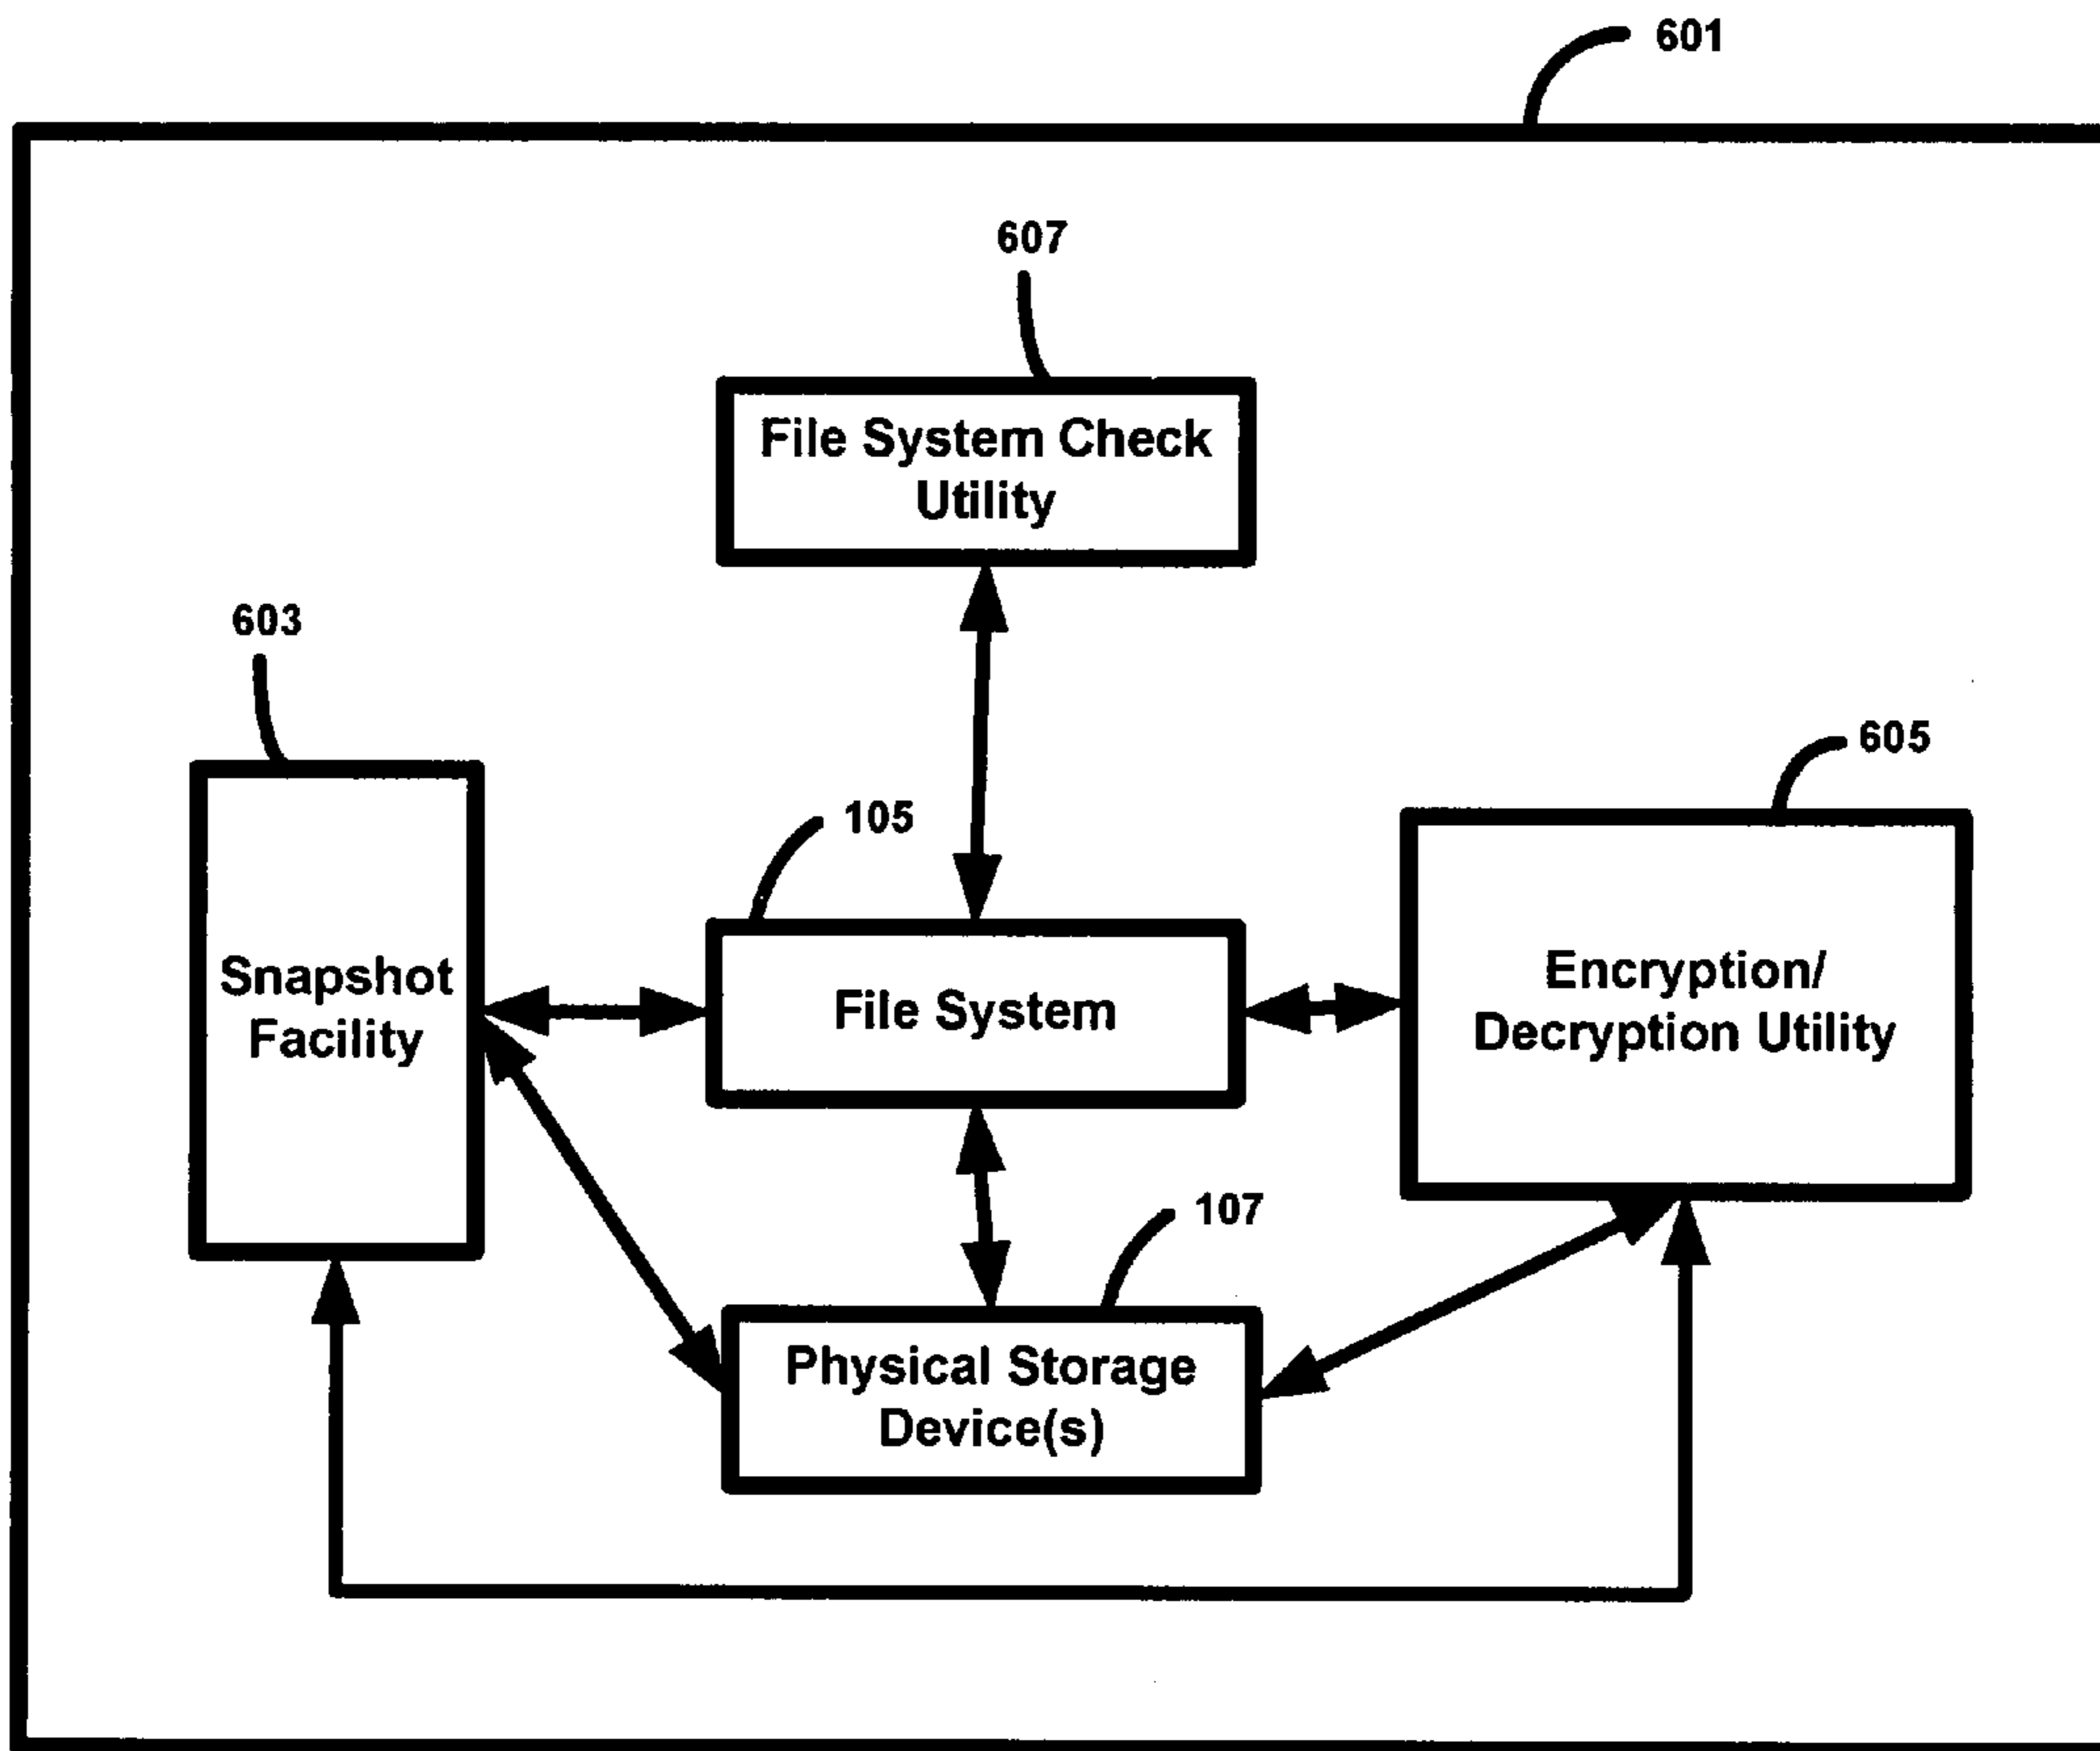 601
607
File System Check
Utility
603
605
105
Snapshot
Facility
File System
Encryption/
Decryption Utility
107
Physical Storage
Device(s)